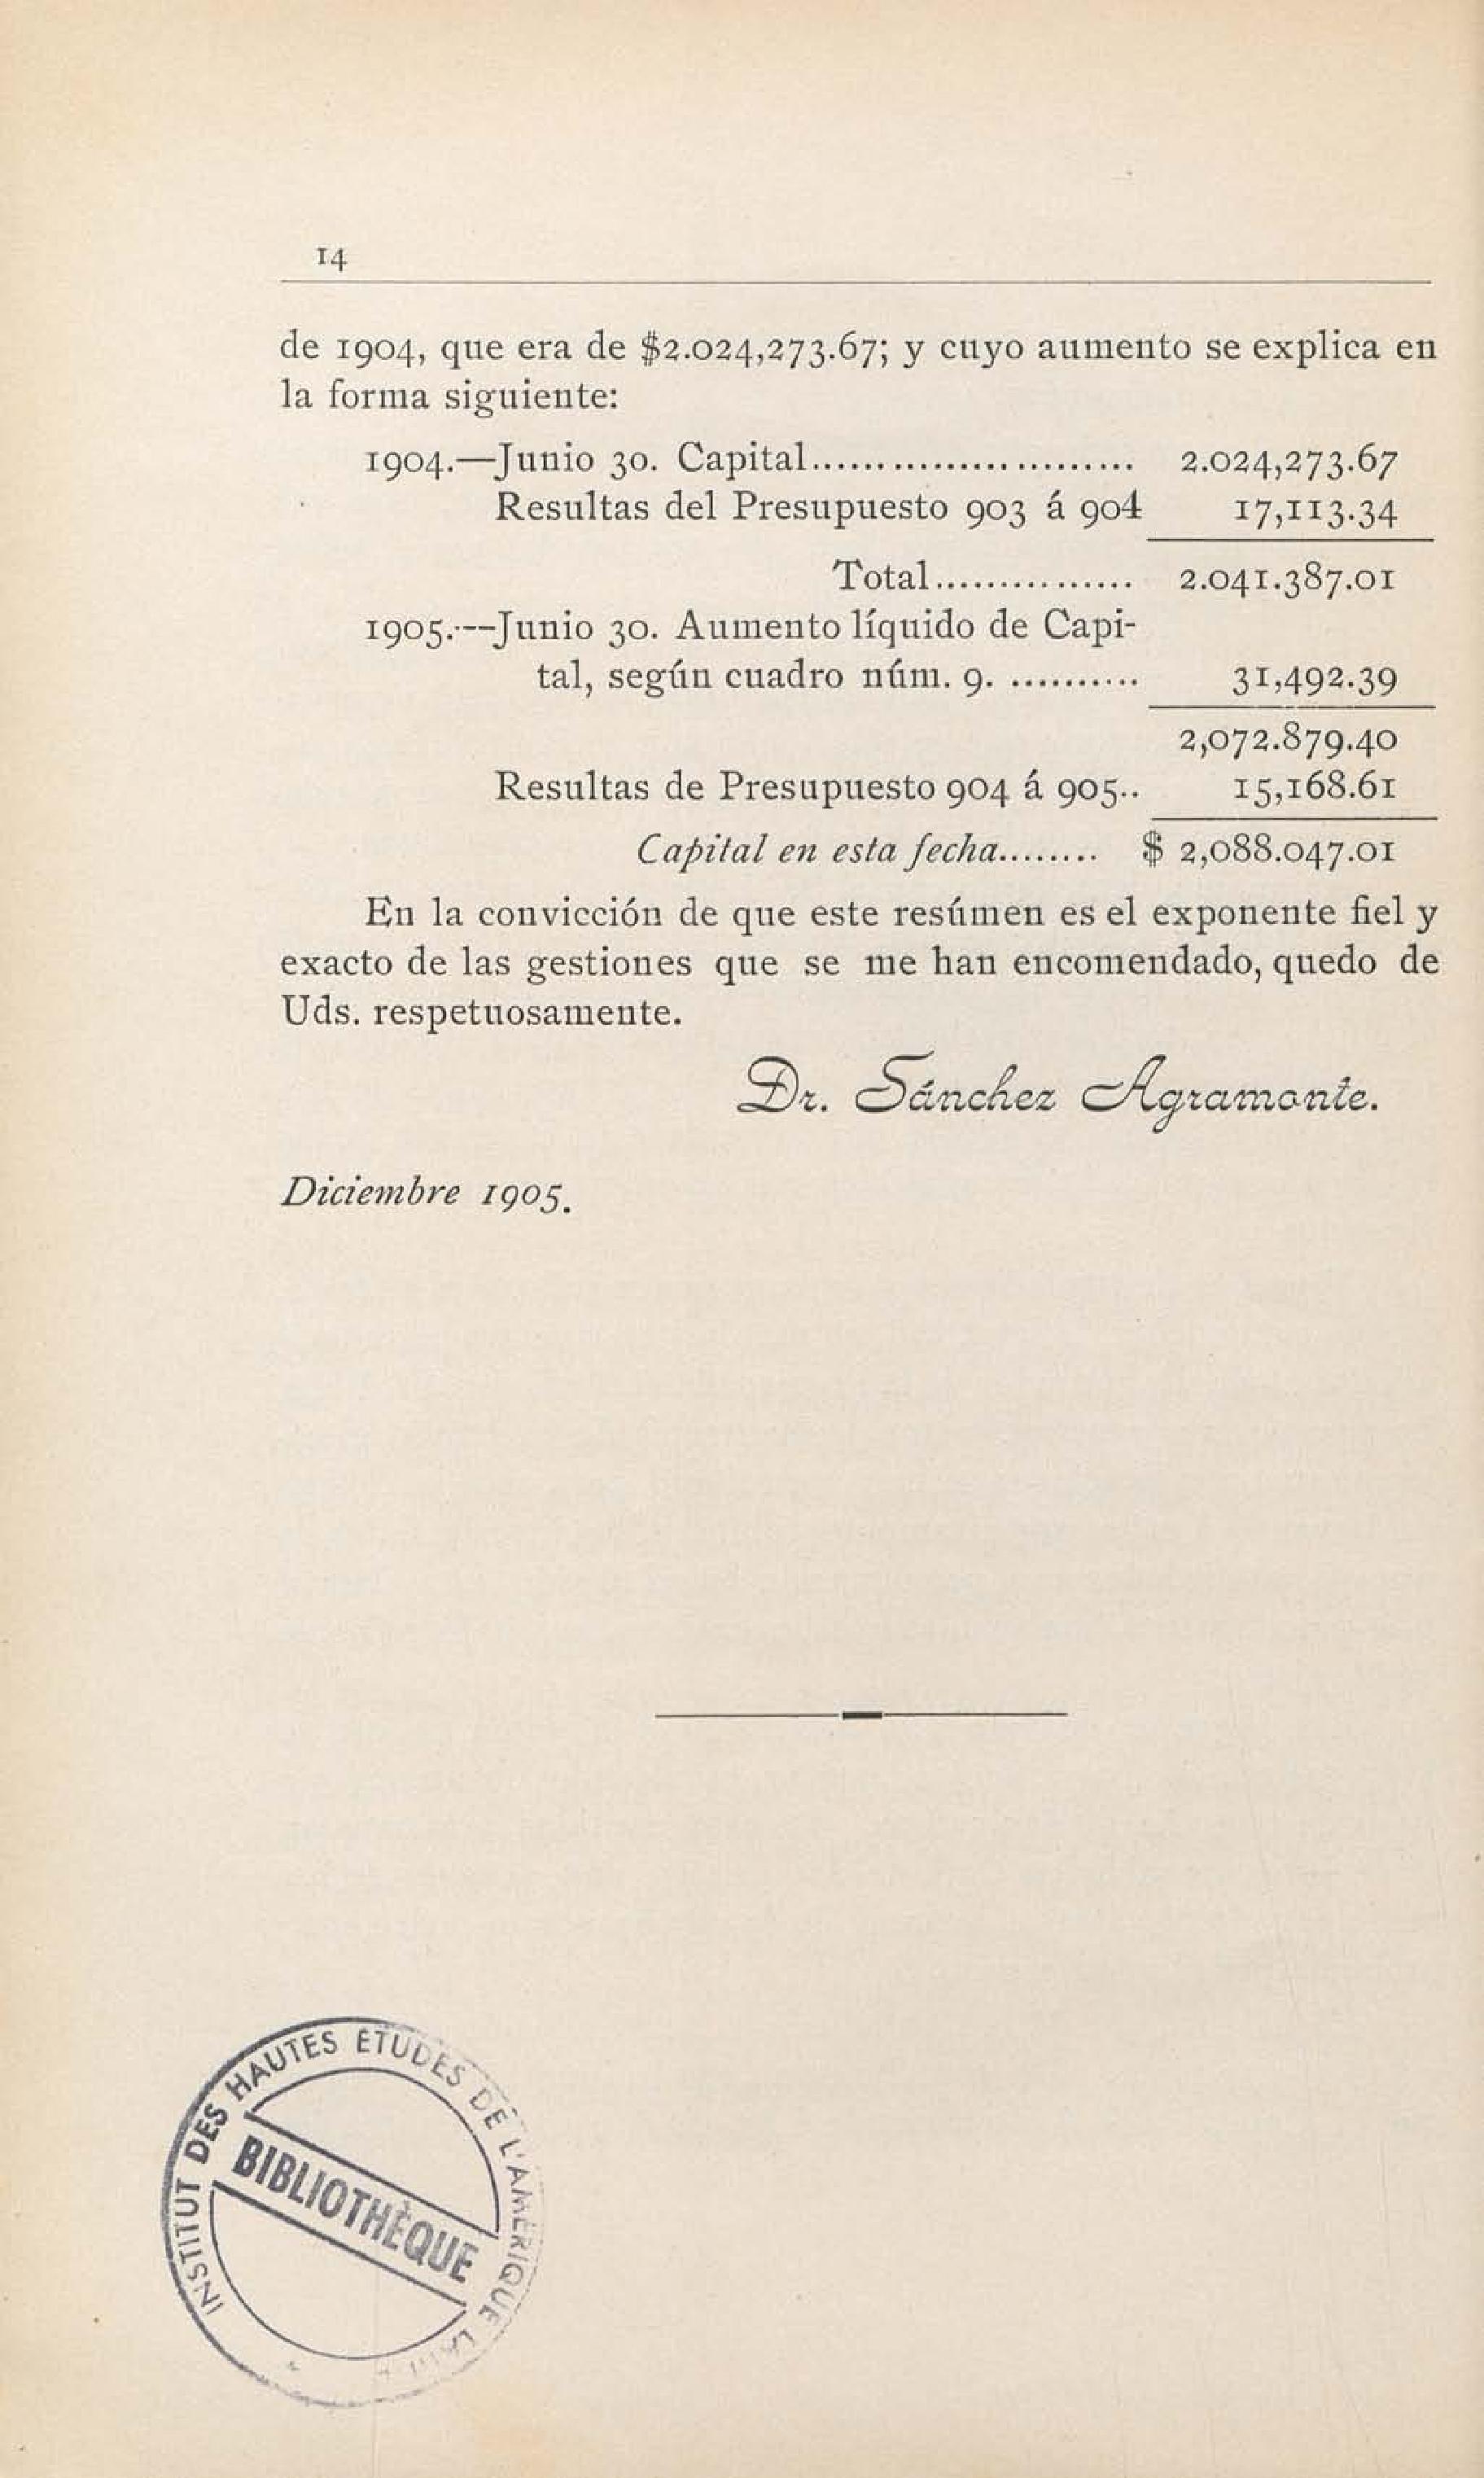 14
de 1904, que era de $2.024,273.67; y cuyo aumento se explica en
la forma siguiente:
1904.—Junio 30. Capital......................... 2.024,273.67
Resultas del Presupuesto 903 á 904 17,113.34
Total............... 2.041.387.01
1905.--Junio 30. Aumento líquido de Capi-
tal, según cuadro núm. 9. .......... 31,492.39
2,072.879.40
Resultas de Presupuesto 904 á 905.. 15,168.61
Capital en esta fecha........ $ 2,088.047.01
En la convicción de que este resúmen es el exponente fiel y
exacto de las gestiones que se me han encomendado, quedo de
Uds. respetuosamente.
Dr. Sánchez Agramonte.
Diciembre 1905.
INSTITUT DES HAUTES ÉTUDES DE L'AMÉRIQUE
BIBLIOTHÈQUE